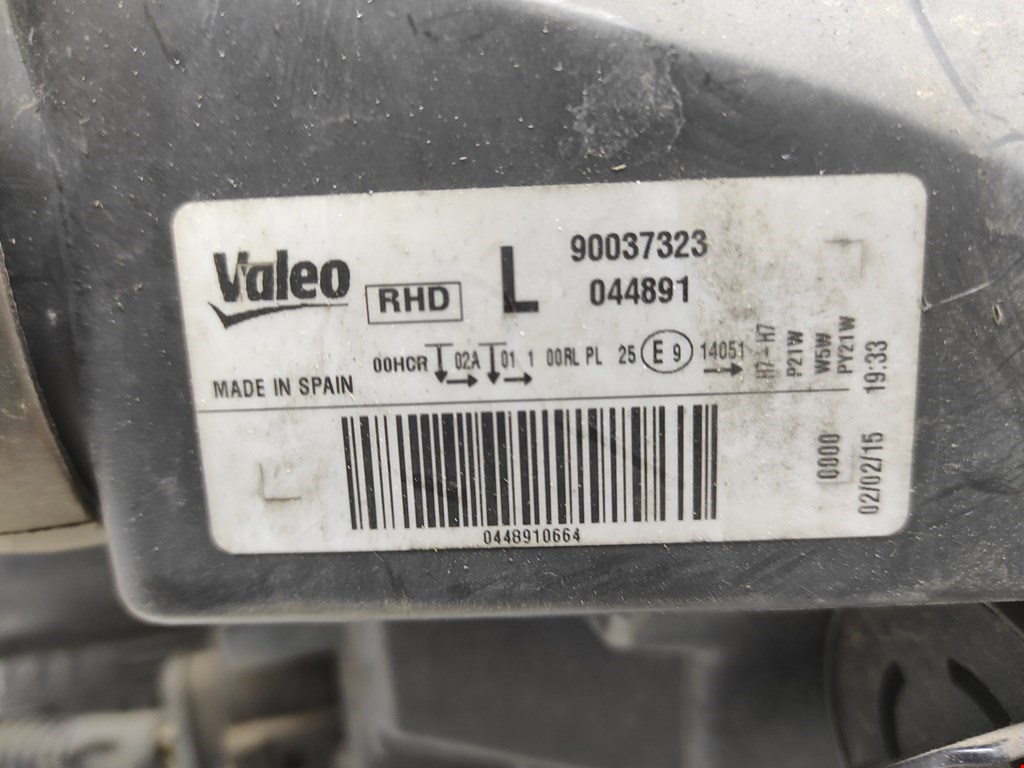 Valeo
RHD
L
90037323
044891
00HCR 02A 01 1 00RL PL 25 E 9 14051
MADE IN SPAIN
H7-H7
P21W
W5W
PY21W
19:33
0000
02/02/15
0448910664